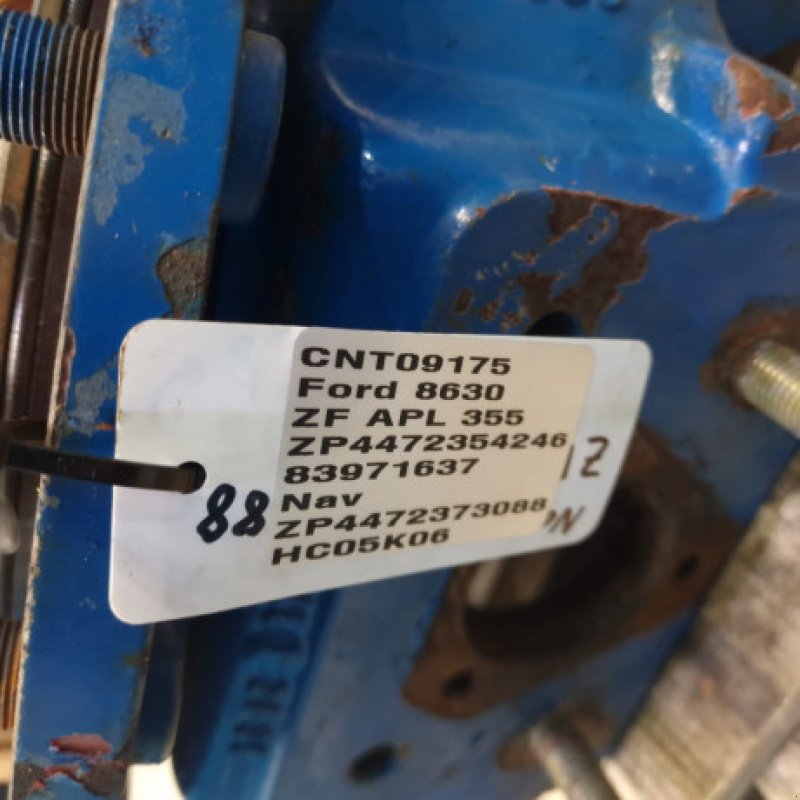 CNT09175
Ford 8630
ZF APL 355
ZP4472354246
83971637
Nav
ZP4472373088
HC05K06
88